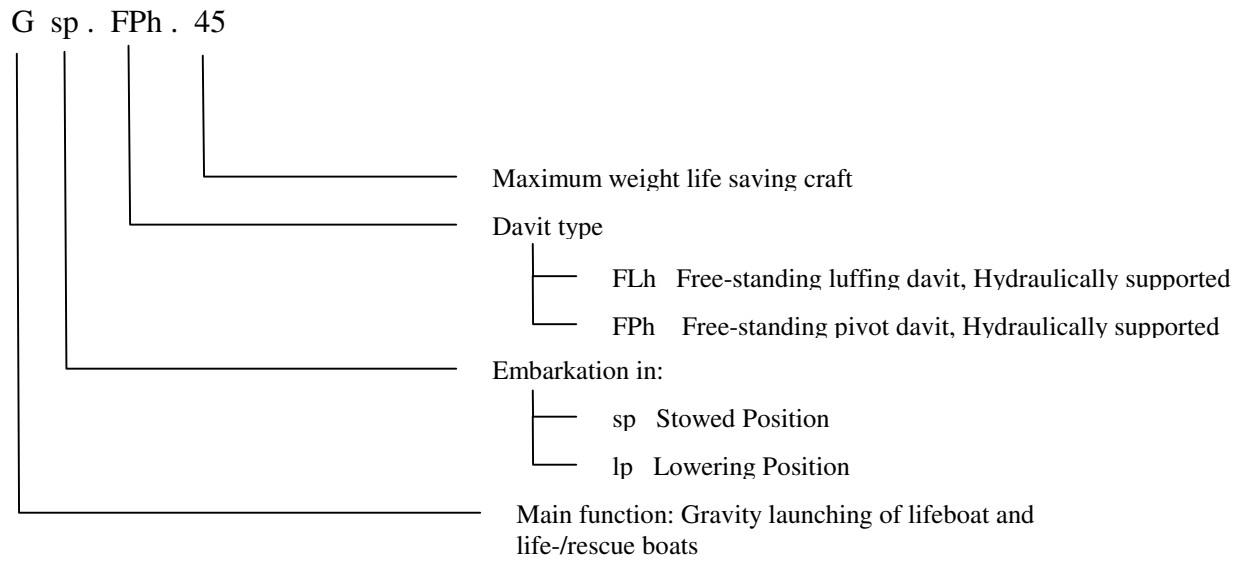 G sp . FPh . 45
Maximum weight life saving craft
Davit type
FLh Free-standing luffing davit, Hydraulically supported
FPh Free-standing pivot davit, Hydraulically supported
Embarkation in:
sp Stowed Position
lp Lowering Position
Main function: Gravity launching of lifeboat and
life-/rescue boats